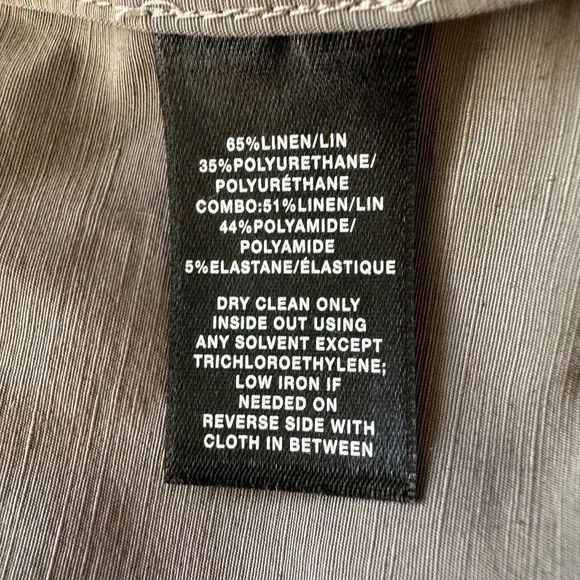 65%LINEN/LIN
35%POLYURETHANE/
POLYURÉTHANE
COMBO:51%LINEN/LIN
44%POLYAMIDE/
POLYAMIDE
5%ELASTANE/ÉLASTIQUE
DRY CLEAN ONLY
INSIDE OUT USING
ANY SOLVENT EXCEPT
TRICHLOROETHYLENE;
LOW IRON IF
NEEDED ON
REVERSE SIDE WITH
CLOTH IN BETWEEN